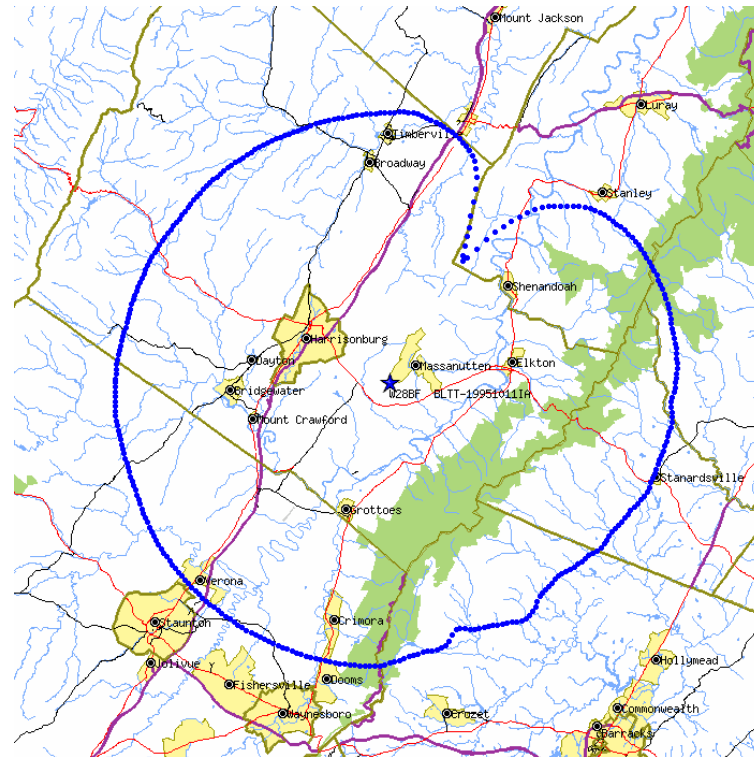 Mount Jackson
Luray
Timberville
Broadway
Stanley
Shenandoah
Harrisonburg
Dayton
Massanutten
Elkton
Bridgewater
W28BF BLTT-19951011IA
Mount Crawford
Stanardsville
Grottoes
Verona
Staunton
Crimora
Jolivue
Hollymead
Fishersville
Dooms
Waynesboro
Crozet
Commonwealth
Barracks